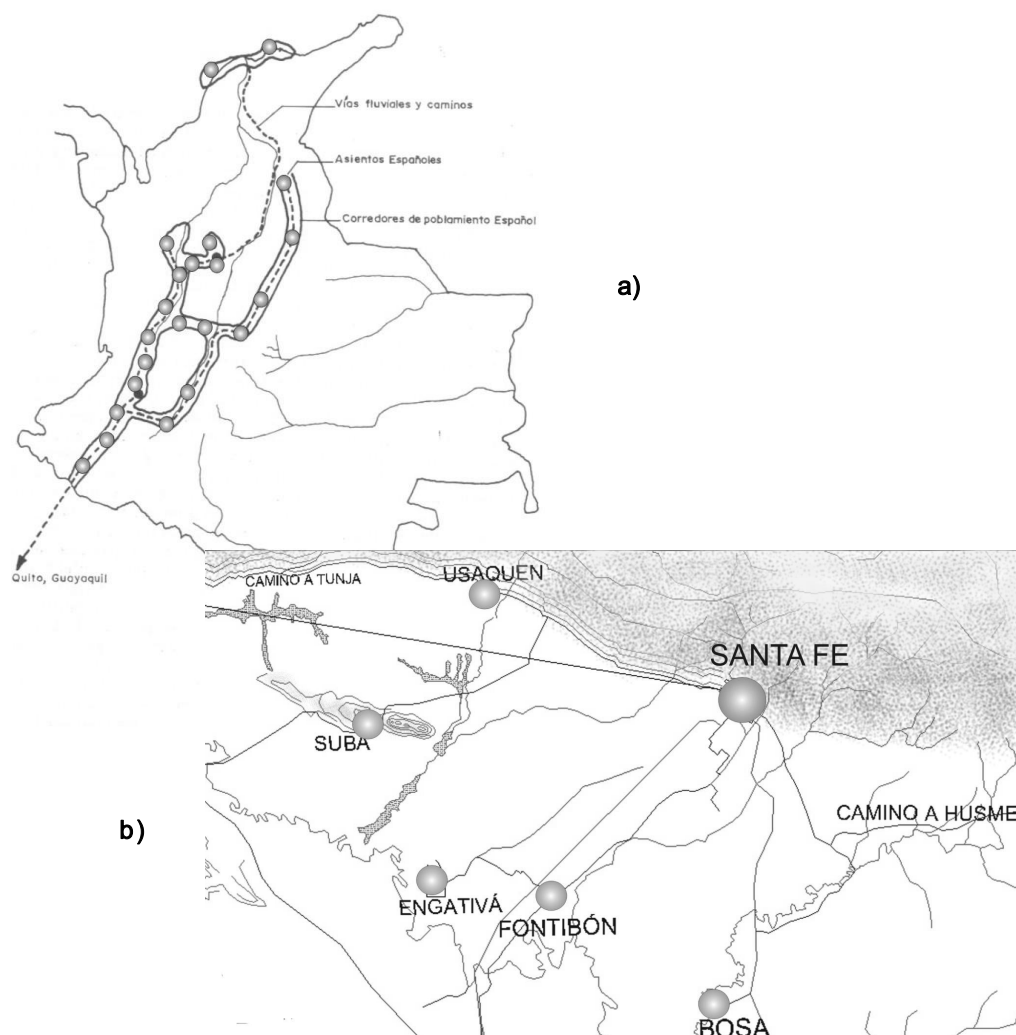 Vías fluviales y caminos
Asientos Españoles
Corredores de poblamiento Español
a)
Quito, Guayaquil
CAMINO A TUNJA
USAQUEN
SANTA FE
SUBA
CAMINO A HUSME
b)
ENGATIVÁ
FONTIBÓN
BOSA